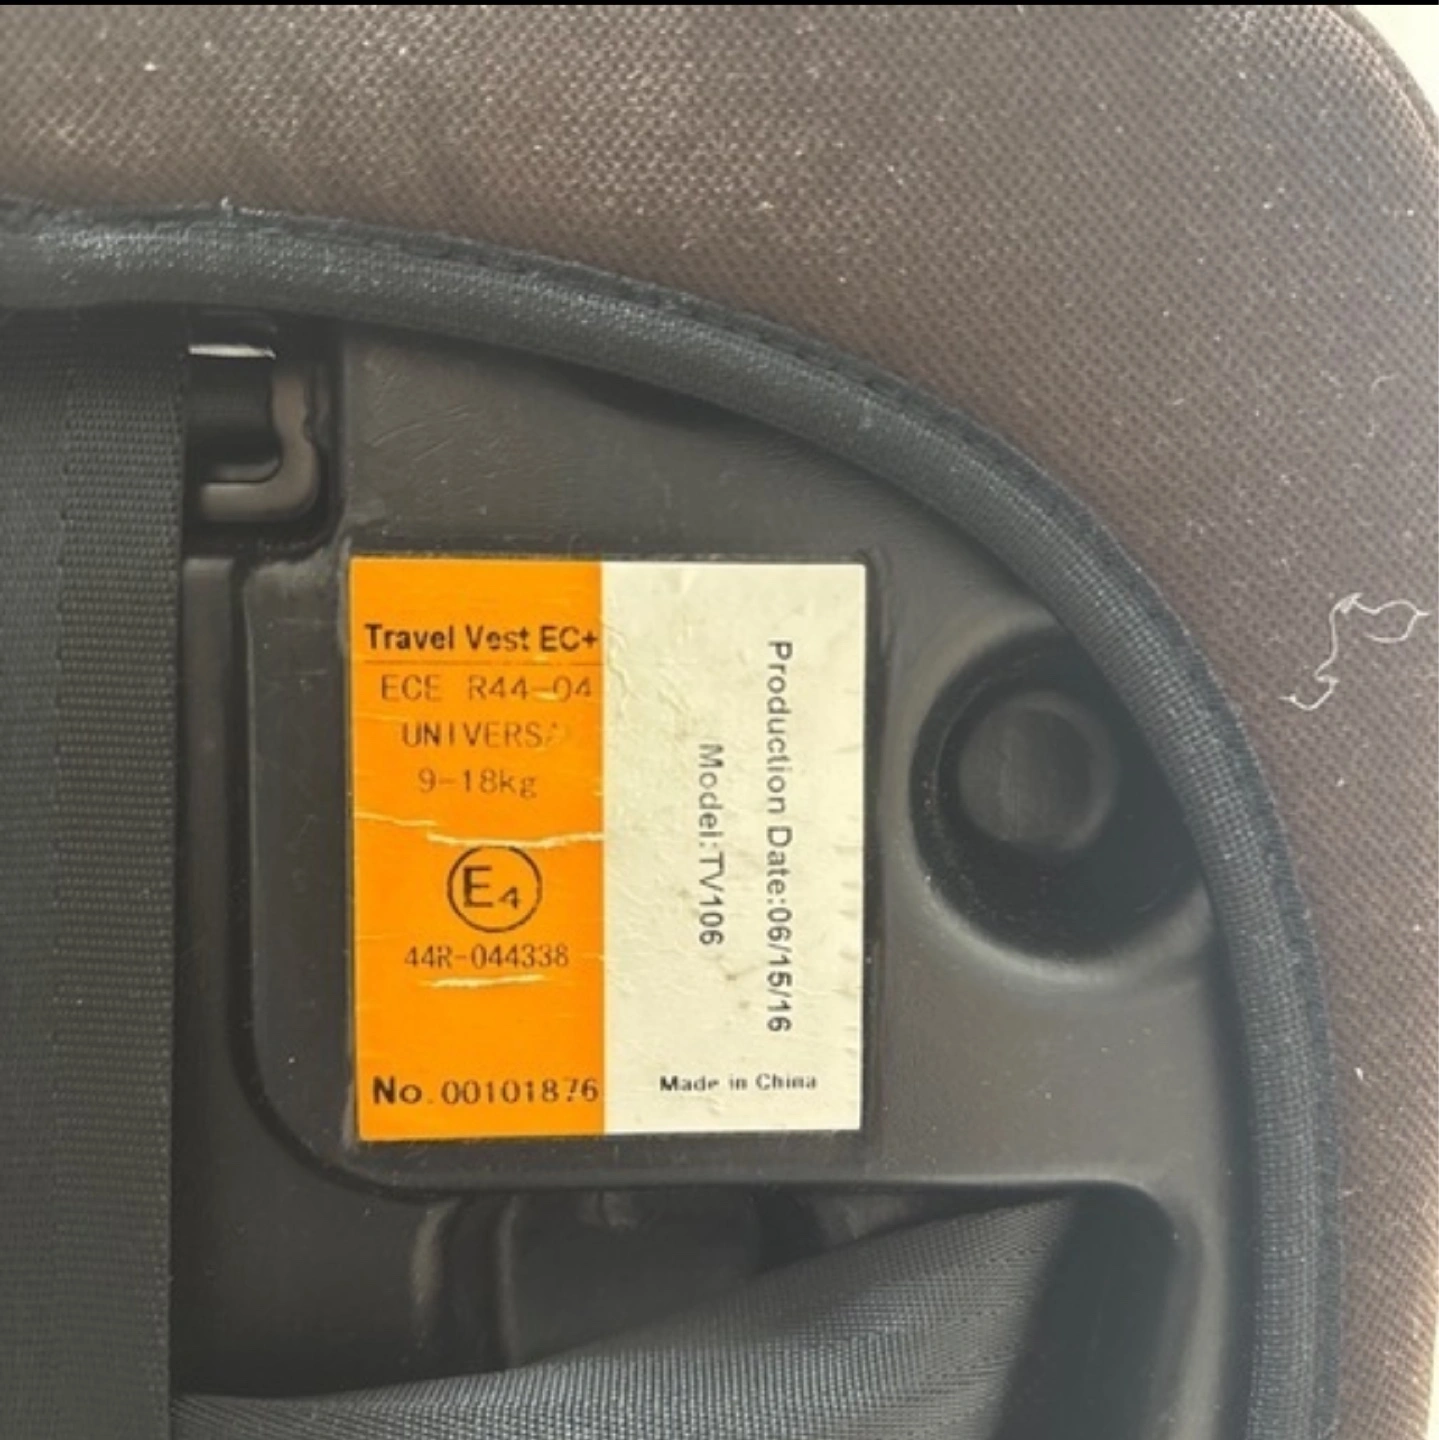 Travel Vest EC+
ECE R44-04
UNIVERSA
9-18kg
E4
44R-044338
No. 00101876
Production Date:06/15/16
Model:TV106
Made in China